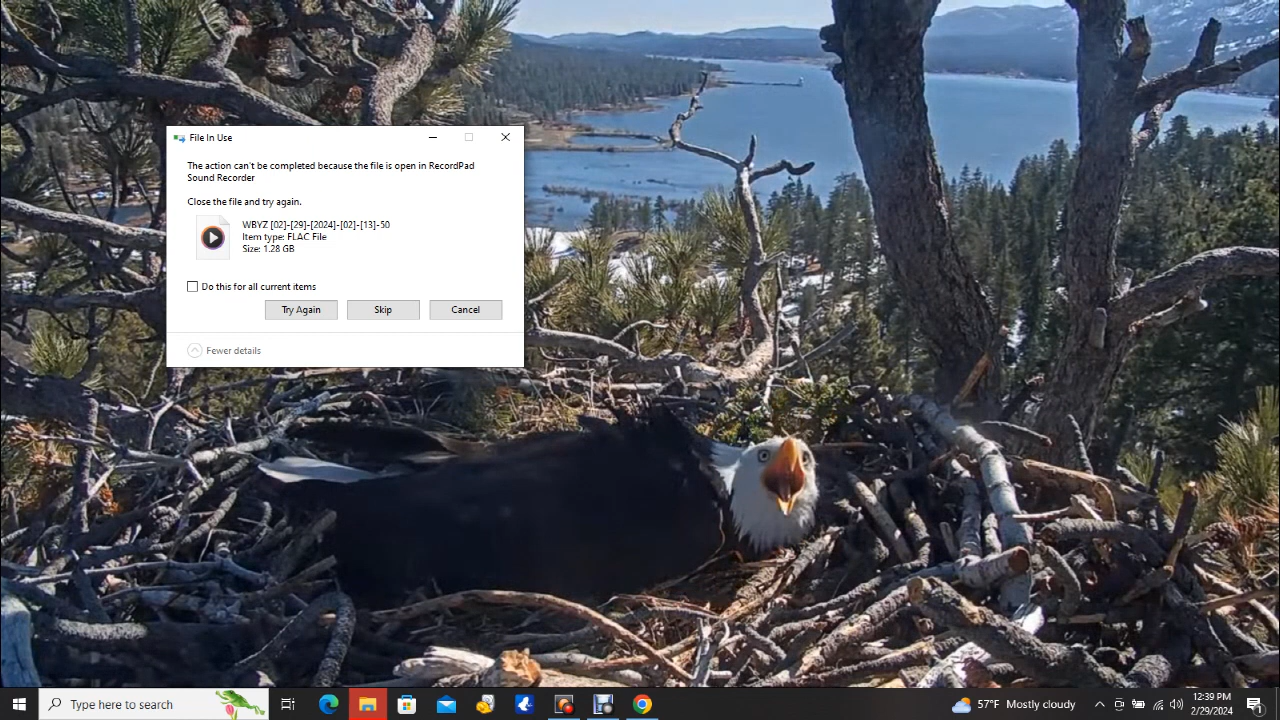 File In Use
The action can't be completed because the file is open in RecordPad
Sound Recorder
Close the file and try again.
WBYZ [02]-[29]-[2024]-[02]-[13]-50
Item type: FLAC File
Size: 1.28 GB
Do this for all current items
Try Again Skip Cancel
Fewer details
Type here to search
57°F Mostly cloudy
12:39 PM
2/29/2024
1